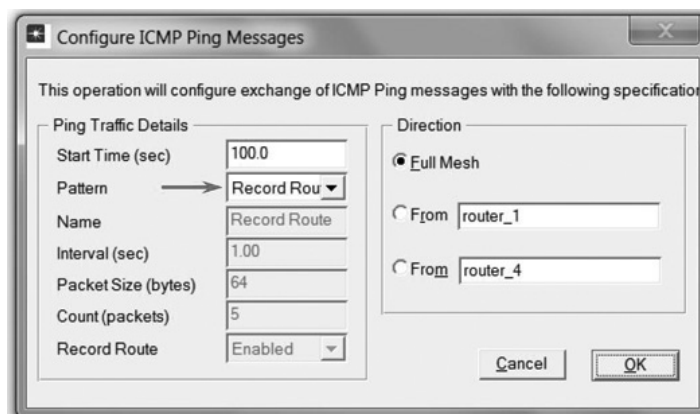 Configure ICMP Ping Messages
This operation will configure exchange of ICMP Ping messages with the following specification
Ping Traffic Details
Start Time (sec) 100.0
Pattern Record Rou
Name Record Route
Interval (sec) 1.00
Packet Size (bytes) 64
Count (packets) 5
Record Route Enabled
Direction
Full Mesh
From router_1
From router_4
Cancel OK